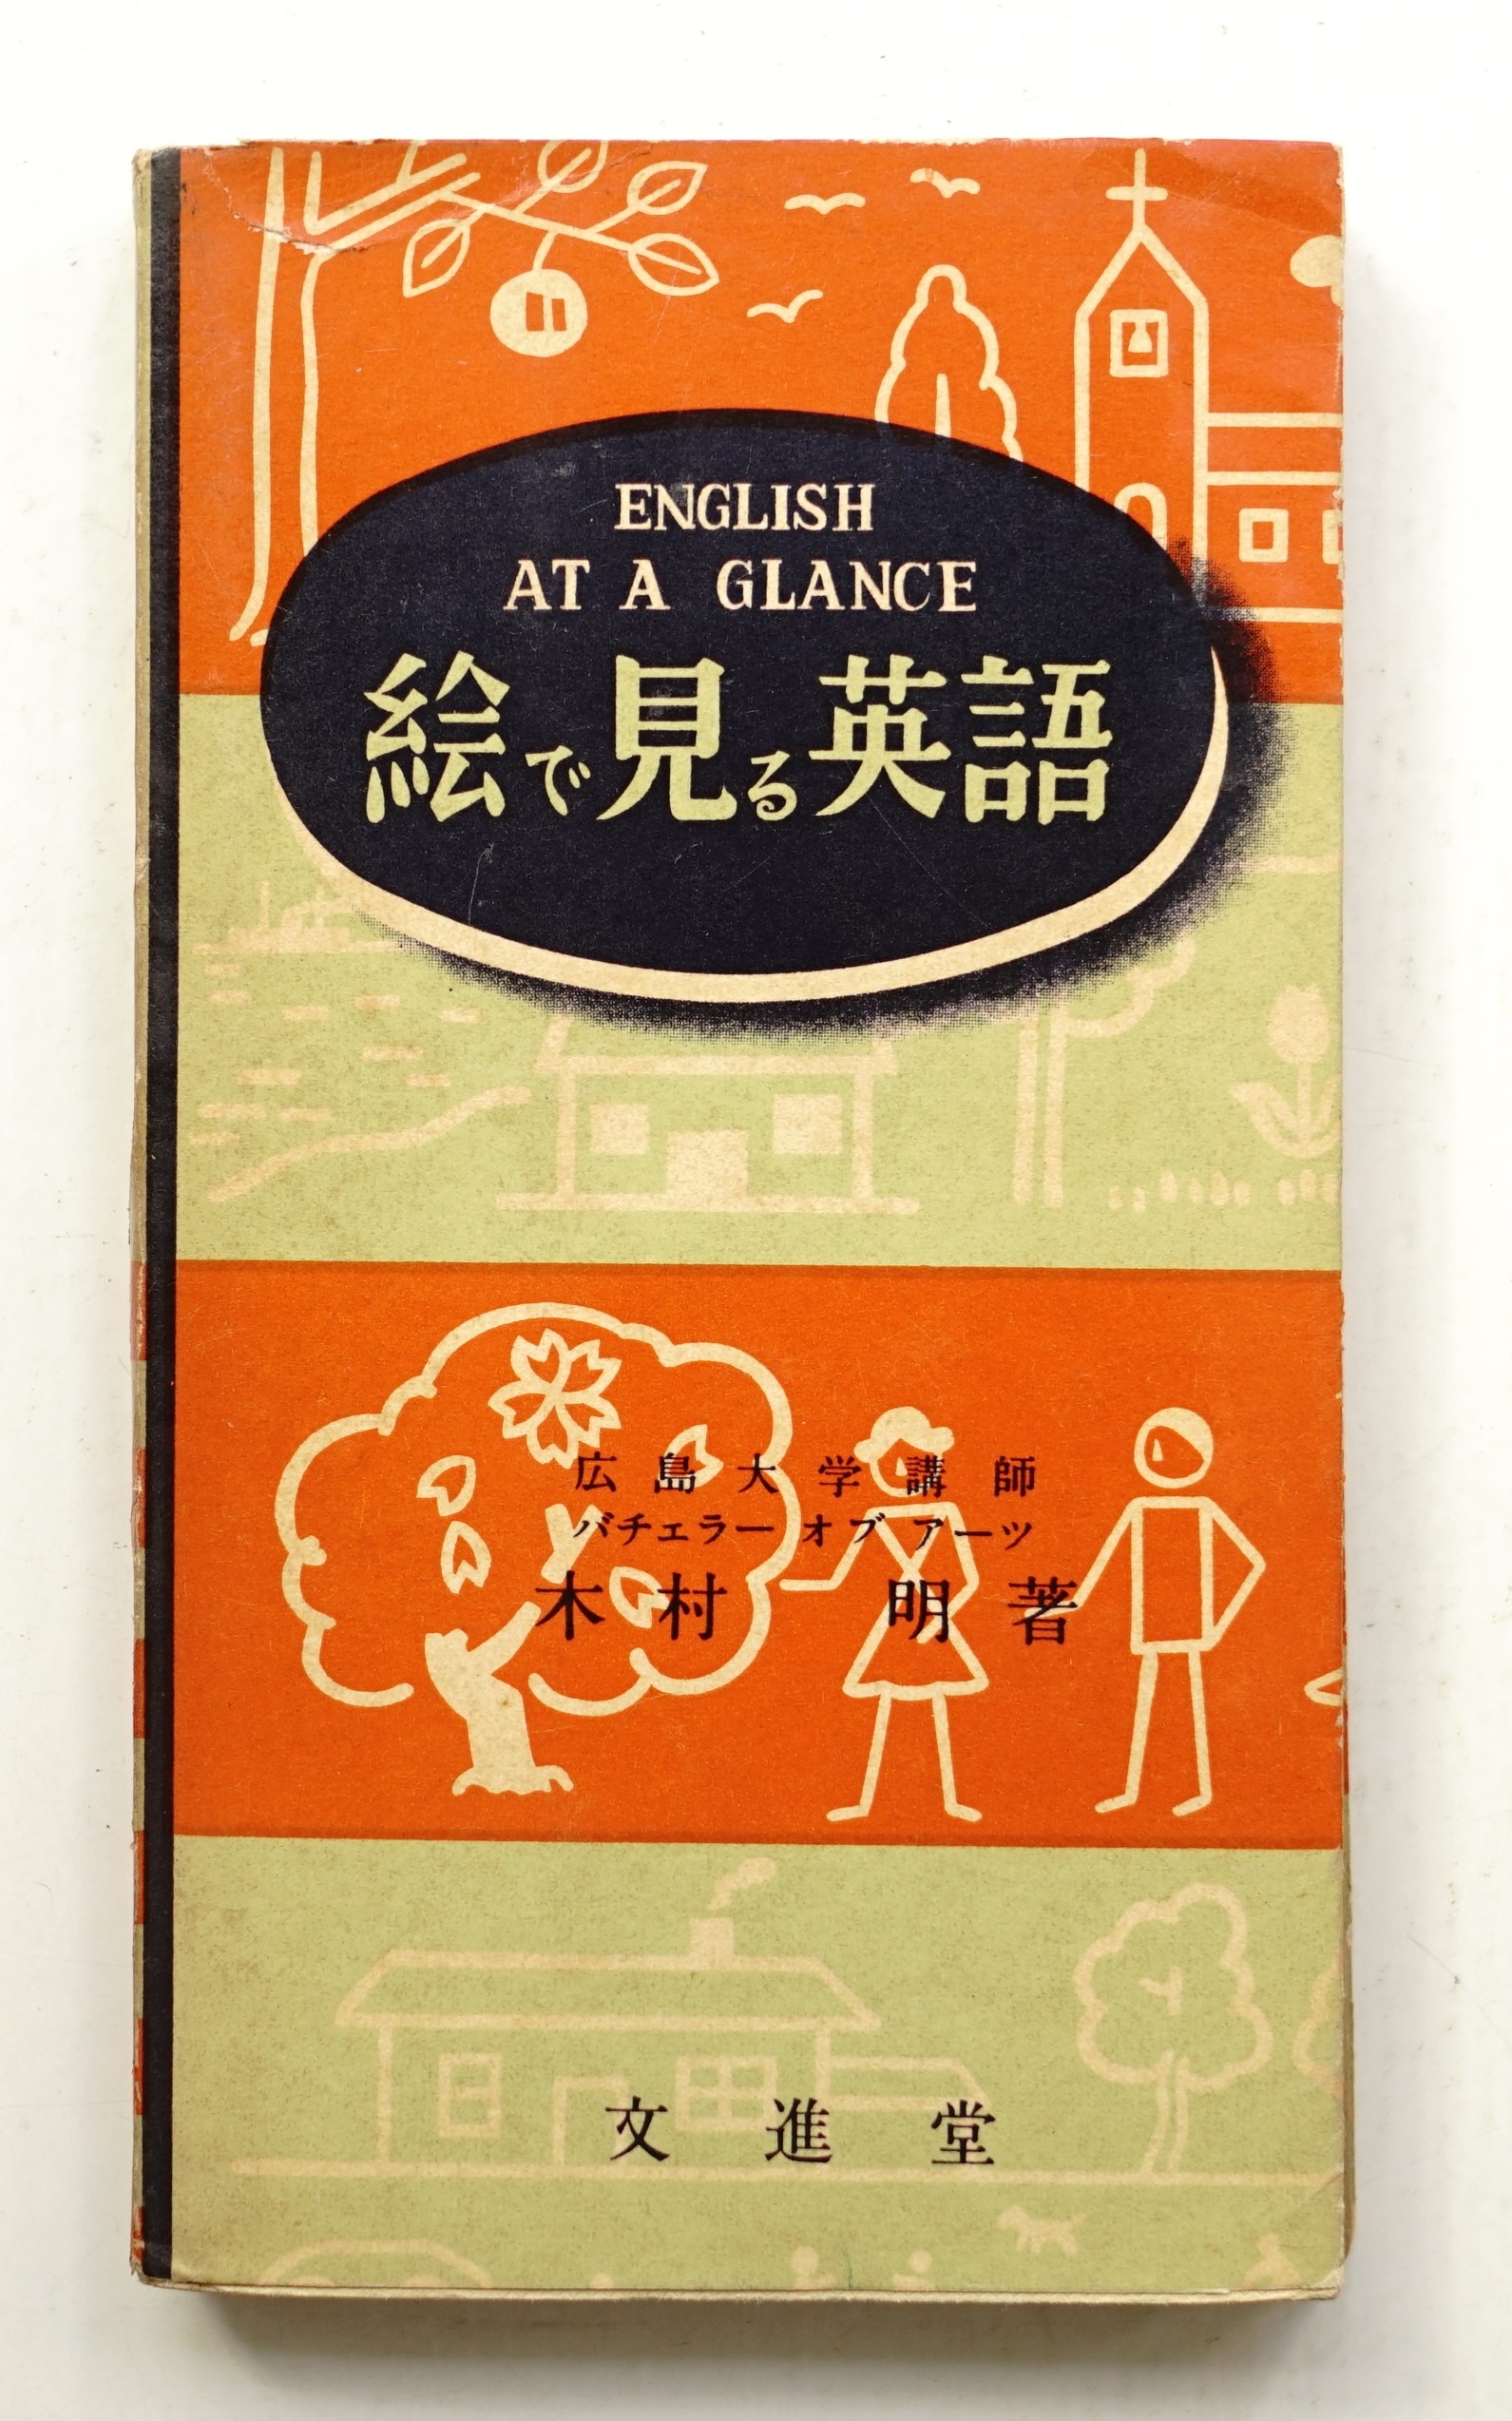 ENGLISH
AT A GLANCE
絵で見る英語
広島大学講師
バチェラー オブ アーツ
木村 明 著
文進堂